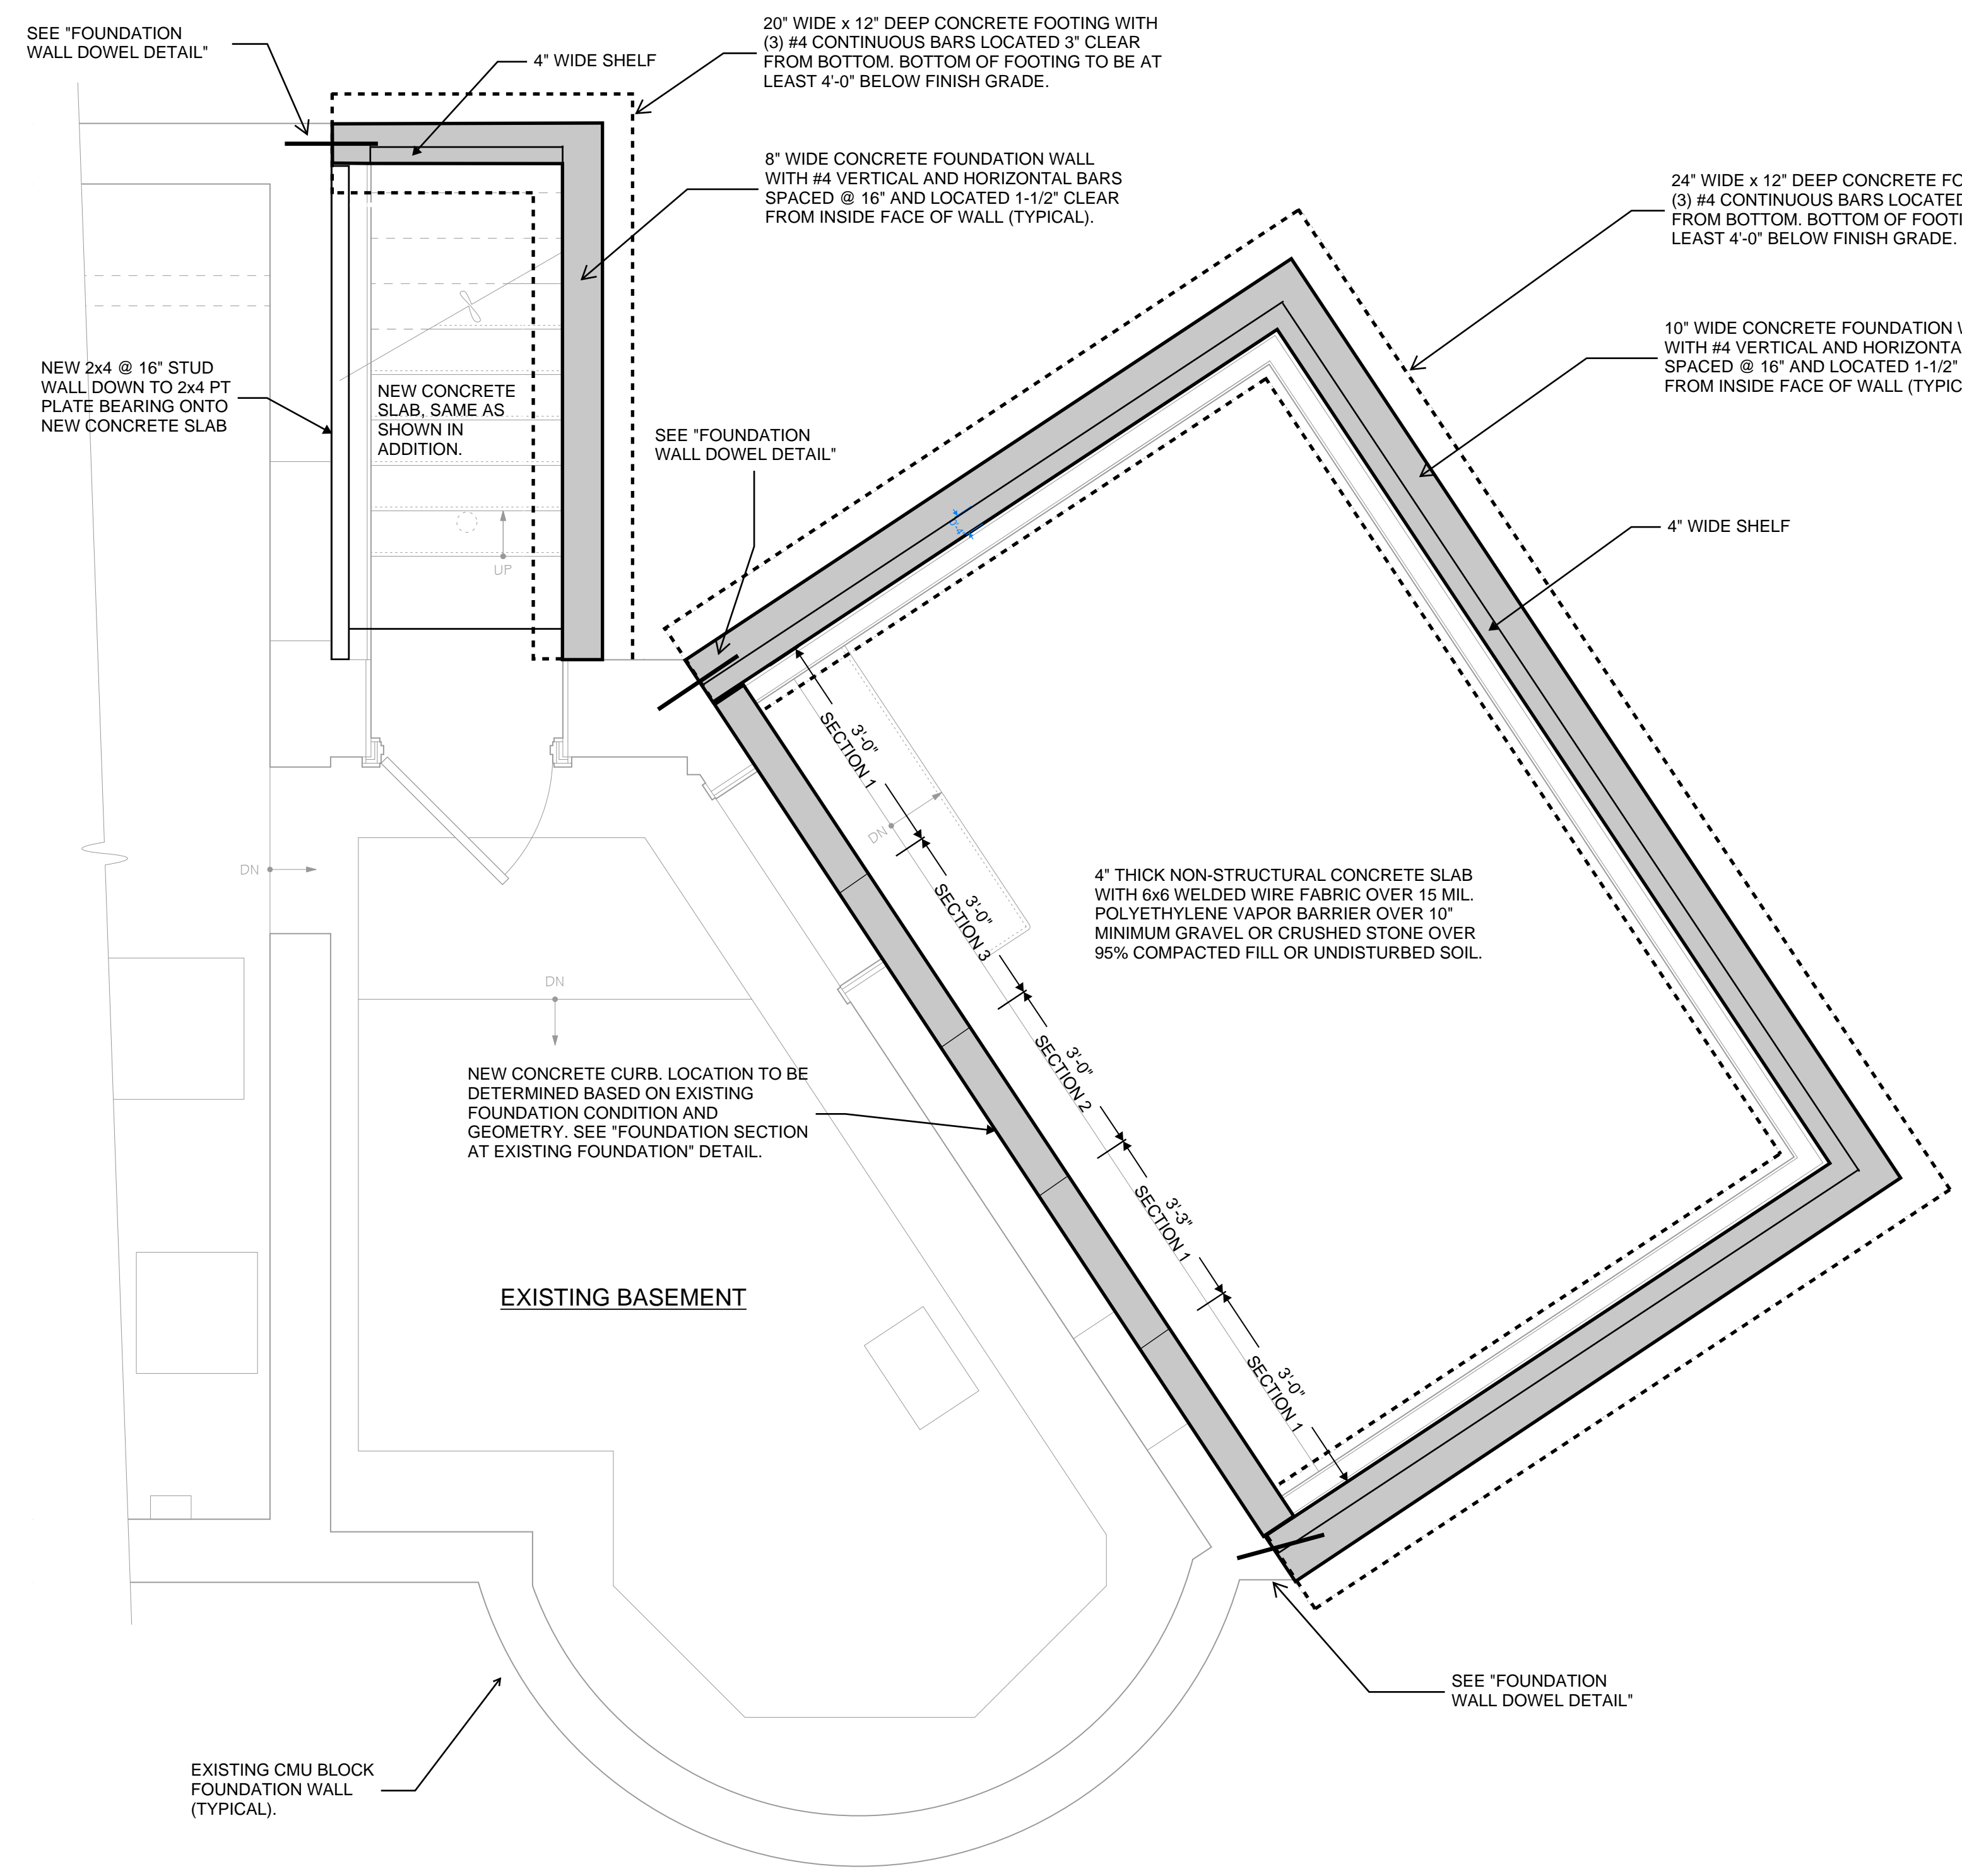 SEE "FOUNDATION
WALL DOWEL DETAIL"
4" WIDE SHELF
20" WIDE x 12" DEEP CONCRETE FOOTING WITH
(3) #4 CONTINUOUS BARS LOCATED 3" CLEAR
FROM BOTTOM. BOTTOM OF FOOTING TO BE AT
LEAST 4'-0" BELOW FINISH GRADE.
8" WIDE CONCRETE FOUNDATION WALL
WITH #4 VERTICAL AND HORIZONTAL BARS
SPACED @ 16" AND LOCATED 1-1/2" CLEAR
FROM INSIDE FACE OF WALL (TYPICAL).
24" WIDE x 12" DEEP CONCRETE
(3) #4 CONTINUOUS BARS LOCATED
FROM BOTTOM. BOTTOM OF
LEAST 4'-0" BELOW FINISH GRADE.
10" WIDE CONCRETE FOUNDATION
WITH #4 VERTICAL AND
SPACED @ 16" AND LOCATED 1-1/2"
FROM INSIDE FACE OF WALL
NEW 2x4 @ 16" STUD
WALL DOWN TO 2x4 PT
PLATE BEARING ONTO
NEW CONCRETE SLAB
NEW CONCRETE
SLAB, SAME AS
SHOWN IN
ADDITION.
SEE "FOUNDATION
WALL DOWEL DETAIL"
4" WIDE SHELF
UP
3'-0"
SECTION 1
DN
DN
3'-0"
SECTION 3
4" THICK NON-STRUCTURAL CONCRETE SLAB
WITH 6x6 WELDED WIRE FABRIC OVER 15 MIL.
POLYETHYLENE VAPOR BARRIER OVER 10"
MINIMUM GRAVEL OR CRUSHED STONE OVER
95% COMPACTED FILL OR UNDISTURBED SOIL.
DN
3'-0"
SECTION 2
NEW CONCRETE CURB. LOCATION TO BE
DETERMINED BASED ON EXISTING
FOUNDATION CONDITION AND
GEOMETRY. SEE "FOUNDATION SECTION
AT EXISTING FOUNDATION" DETAIL.
3'-3"
SECTION 1
EXISTING BASEMENT
3'-0"
SECTION 1
SEE "FOUNDATION
WALL DOWEL DETAIL"
EXISTING CMU BLOCK
FOUNDATION WALL
(TYPICAL).